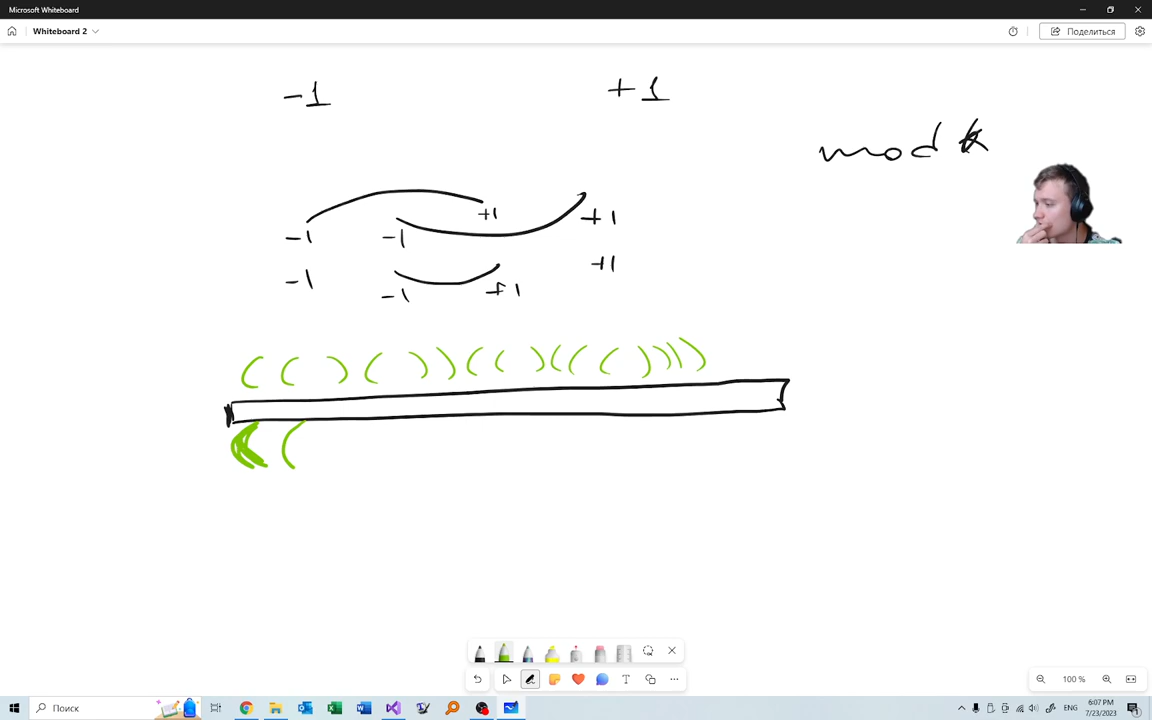 Microsoft Whiteboard
Whiteboard 2
Поделиться
-1 +1
mod k
-1 -1 +1 +1
-1 -1 +1 +1
( ( ) ( ) ) ( ( ) ( ( ( ) ) ) )
( (
100 %
Поиск
ENG
6:07 PM
7/23/2023